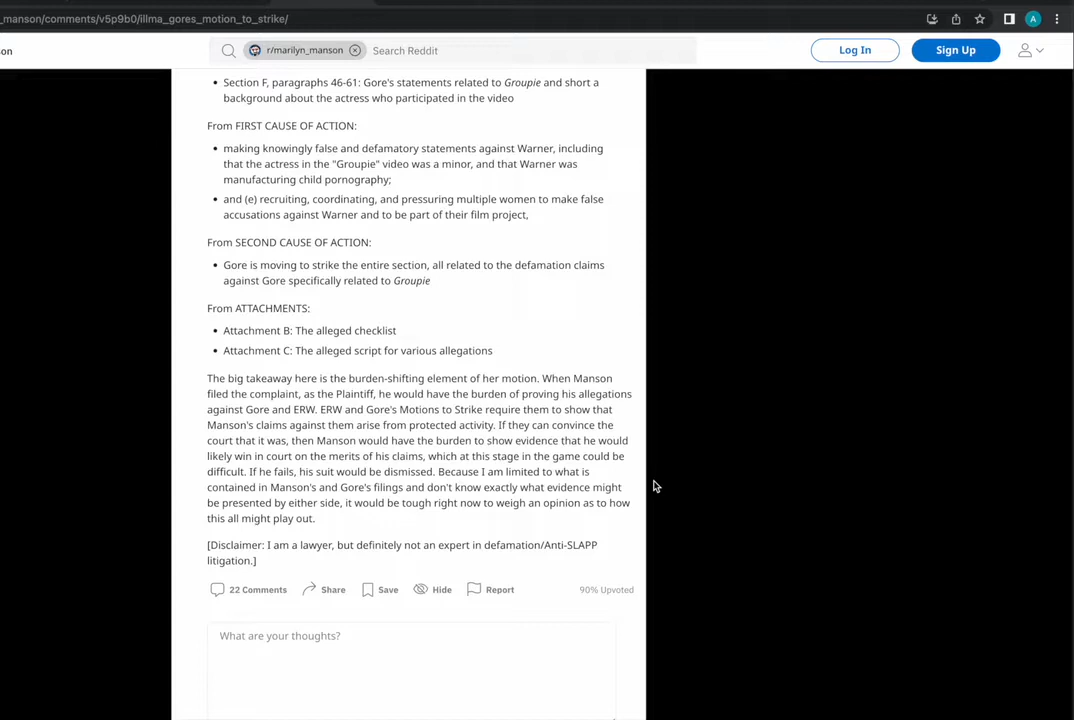 _manson/comments/v5p9b0/illma_gores_motion_to_strike/
A
on
r/marilyn_manson
Search Reddit
Log In
Sign Up
• Section F, paragraphs 46-61: Gore's statements related to Groupie and short a
background about the actress who participated in the video
From FIRST CAUSE OF ACTION:
• making knowingly false and defamatory statements against Warner, including
that the actress in the "Groupie" video was a minor, and that Warner was
manufacturing child pornography;
• and (e) recruiting, coordinating, and pressuring multiple women to make false
accusations against Warner and to be part of their film project,
From SECOND CAUSE OF ACTION:
• Gore is moving to strike the entire section, all related to the defamation claims
against Gore specifically related to Groupie
From ATTACHMENTS:
• Attachment B: The alleged checklist
• Attachment C: The alleged script for various allegations
The big takeaway here is the burden-shifting element of her motion. When Manson
filed the complaint, as the Plaintiff, he would have the burden of proving his allegations
against Gore and ERW. ERW and Gore's Motions to Strike require them to show that
Manson's claims against them arise from protected activity. If they can convince the
court that it was, then Manson would have the burden to show evidence that he would
likely win in court on the merits of his claims, which at this stage in the game could be
difficult. If he fails, his suit would be dismissed. Because I am limited to what is
contained in Manson's and Gore's filings and don't know exactly what evidence might
be presented by either side, it would be tough right now to weigh an opinion as to how
this all might play out.
[Disclaimer: I am a lawyer, but definitely not an expert in defamation/Anti-SLAPP
litigation.]
22 Comments
Share
Save
Hide
Report
90% Upvoted
What are your thoughts?